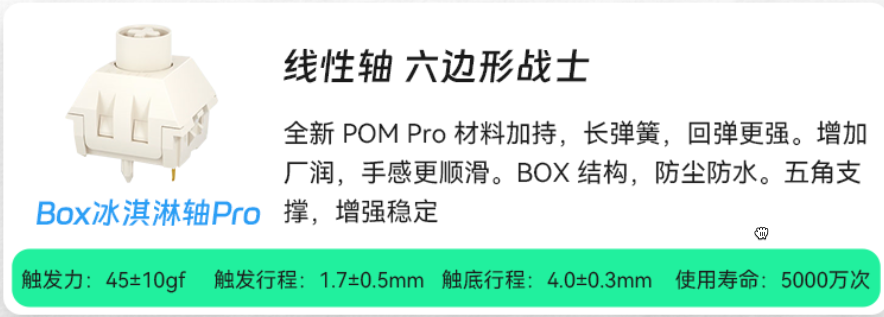 线性轴 六边形战士
全新 POM Pro 材料加持，长弹簧，回弹更强。增加
厂润，手感更顺滑。BOX 结构，防尘防水。五角支
撑，增强稳定
Box冰淇淋轴Pro
触发力：45±10gf 触发行程：1.7±0.5mm 触底行程：4.0±0.3mm 使用寿命：5000万次